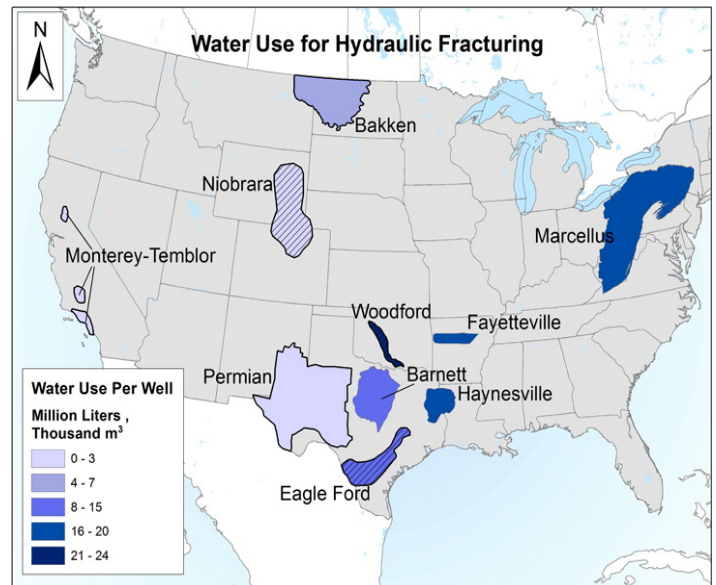 N
Water Use for Hydraulic Fracturing
Bakken
Niobrara
Marcellus
Monterey-Temblor
Woodford
Fayetteville
Permian
Barnett
Haynesville
Eagle Ford
Water Use Per Well
Million Liters ,
Thousand m³
0 - 3
4 - 7
8 - 15
16 - 20
21 - 24